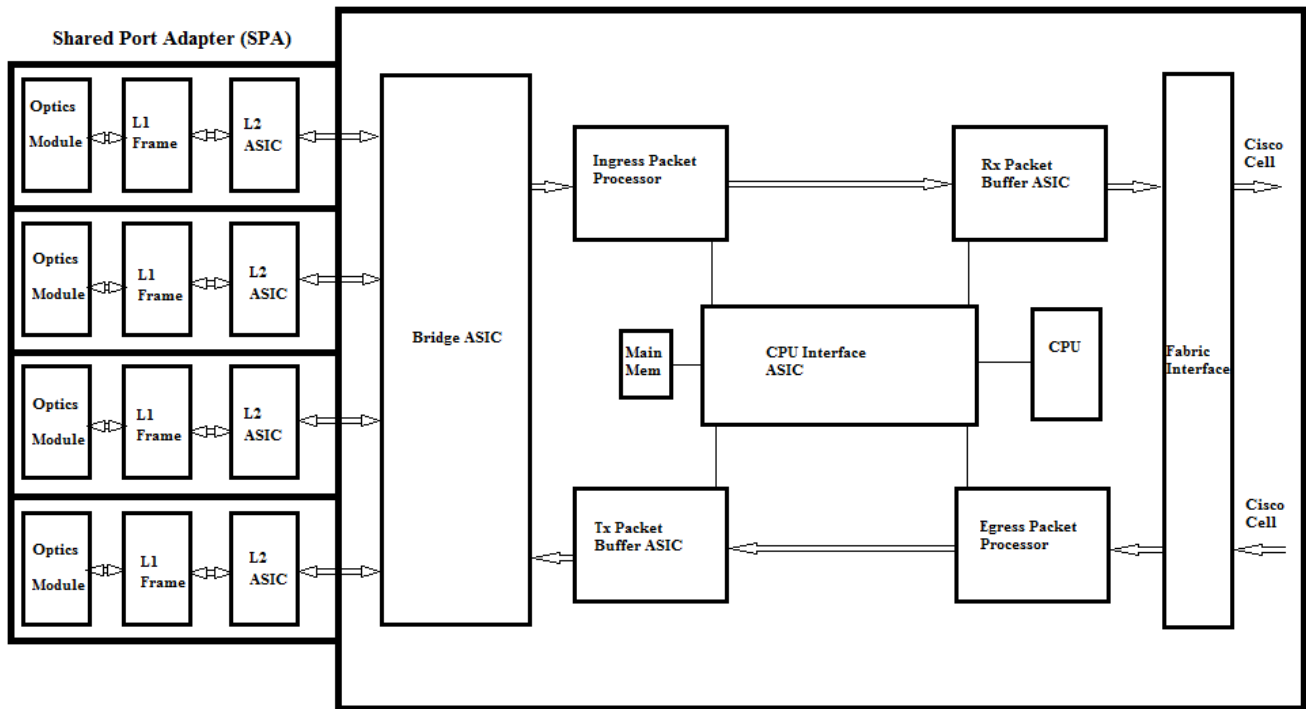 Shared Port Adapter (SPA)
Optics
Module
L1
Frame
L2
ASIC
Optics
Module
L1
Frame
L2
ASIC
Optics
Module
L1
Frame
L2
ASIC
Optics
Module
L1
Frame
L2
ASIC
Bridge ASIC
Ingress Packet
Processor
Rx Packet
Buffer ASIC
Main
Mem
CPU Interface
ASIC
CPU
Tx Packet
Buffer ASIC
Egress Packet
Processor
Fabric
Interface
Cisco
Cell
Cisco
Cell